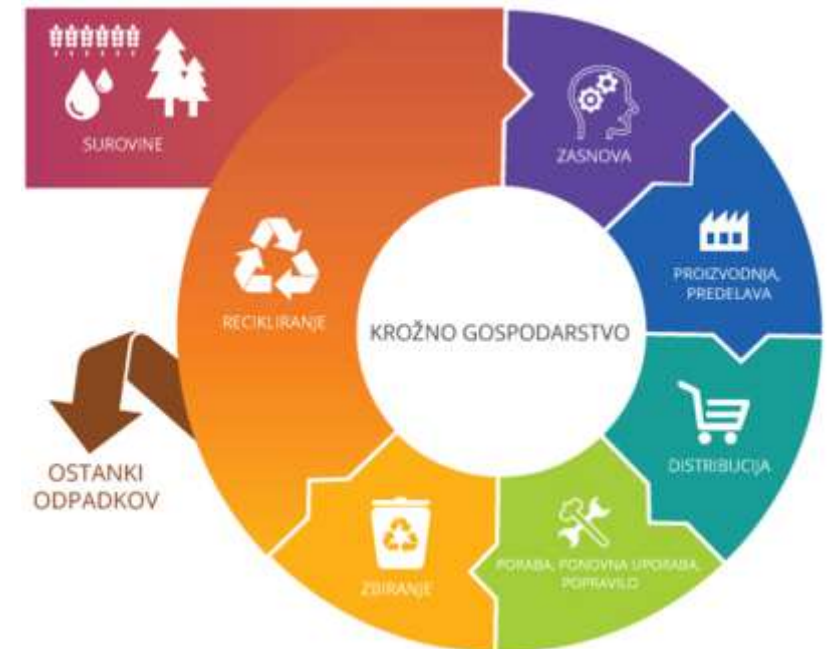 SUROVINE
ZASNOVA
PROIZVODNJA,
PREDELAVA
RECIKLIRANJE
KROŽNO GOSPODARSTVO
DISTRIBUCIJA
OSTANKI
ODPADKOV
PORABA, PONOVNA UPORABA,
POPRAVILO
ZBIRANJE